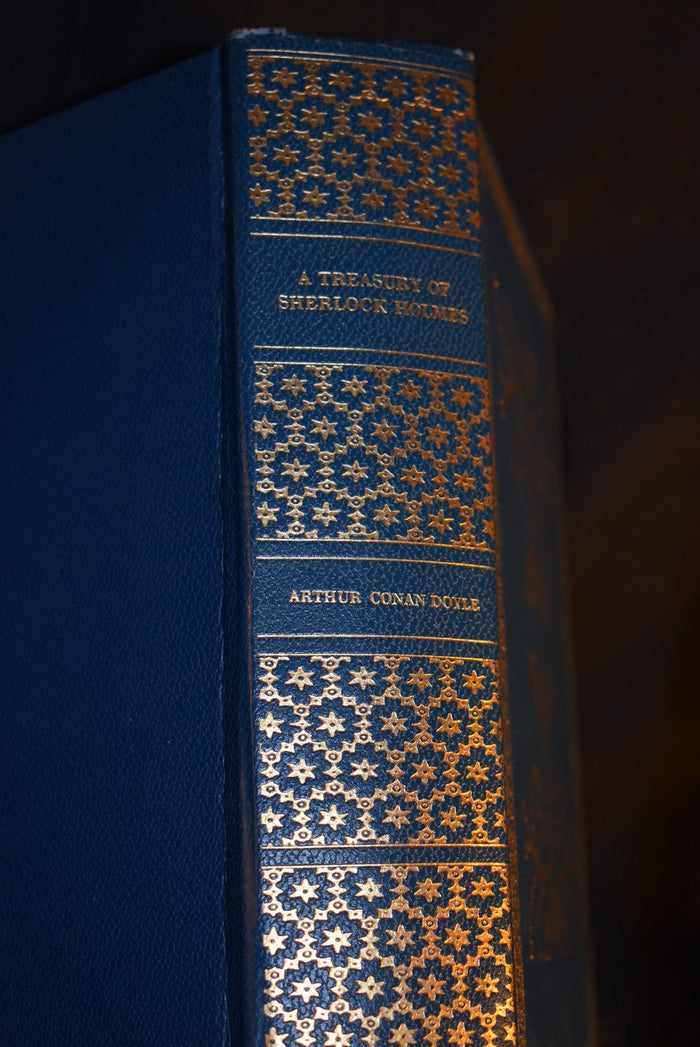 A TREASURY OF
SHERLOCK HOLMES
ARTHUR CONAN DOYLE